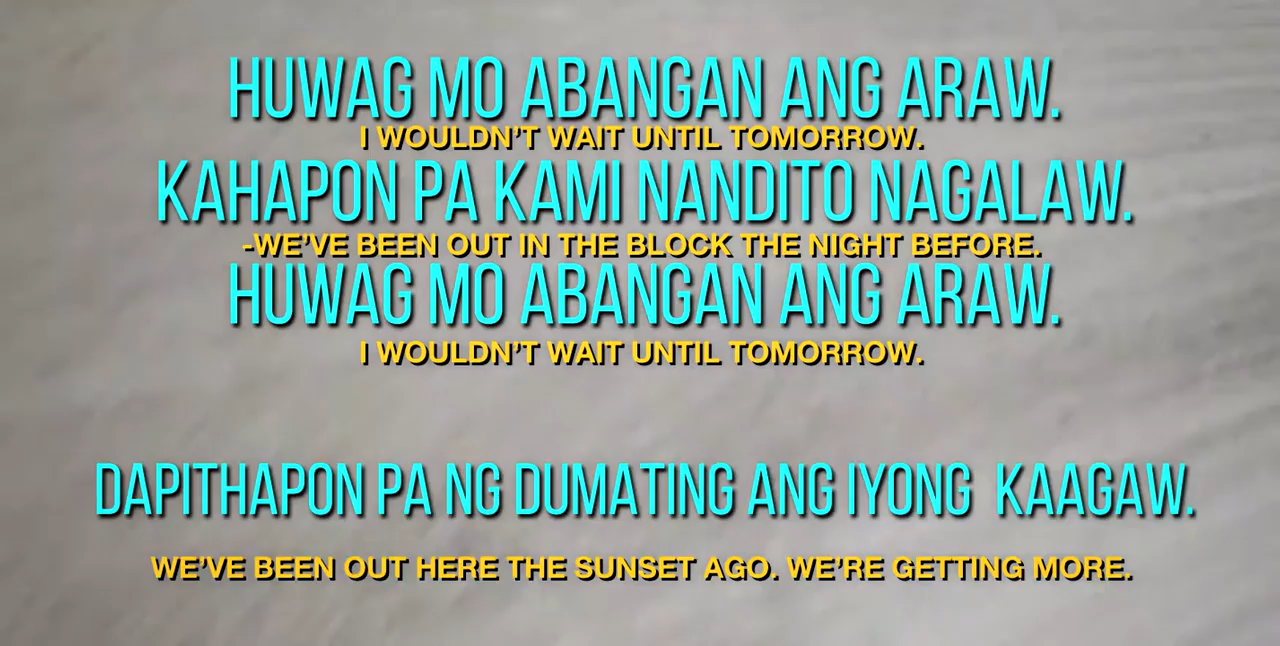 HUWAG MO ABANGAN ANG ARAW.
I WOULDN'T WAIT UNTIL TOMORROW.
KAHAPON PA KAMI NANDITO NAGALAW.
-WE'VE BEEN OUT IN THE BLOCK THE NIGHT BEFORE.
HUWAG MO ABANGAN ANG ARAW.
I WOULDN'T WAIT UNTIL TOMORROW.
DAPITHAPON PA NG DUMATING ANG IYONG KAAGAW.
WE'VE BEEN OUT HERE THE SUNSET AGO. WE'RE GETTING MORE.